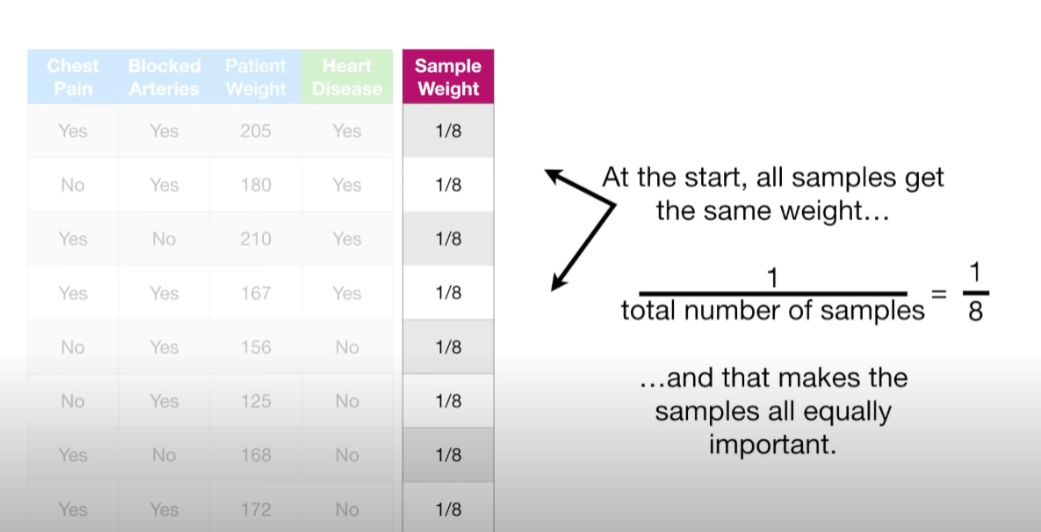 Chest Pain Blocked Arteries Patient Weight Heart Disease Sample Weight
Yes Yes 205 Yes 1/8
No Yes 180 Yes 1/8
Yes No 210 Yes 1/8
Yes Yes 167 Yes 1/8
No Yes 156 No 1/8
No Yes 125 No 1/8
Yes No 168 No 1/8
Yes Yes 172 No 1/8
At the start, all samples get
the same weight…
1
total number of samples
=
1
8
…and that makes the
samples all equally
important.